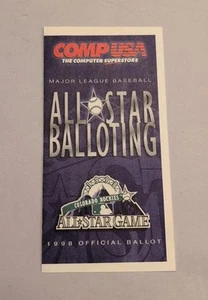 COMPUSA
THE COMPUTER SUPERSTORE
MAJOR LEAGUE BASEBALL
ALL STAR
BALLOTING
COLORADO ROCKIES
ALL-STAR GAME
1998 OFFICIAL BALLOT